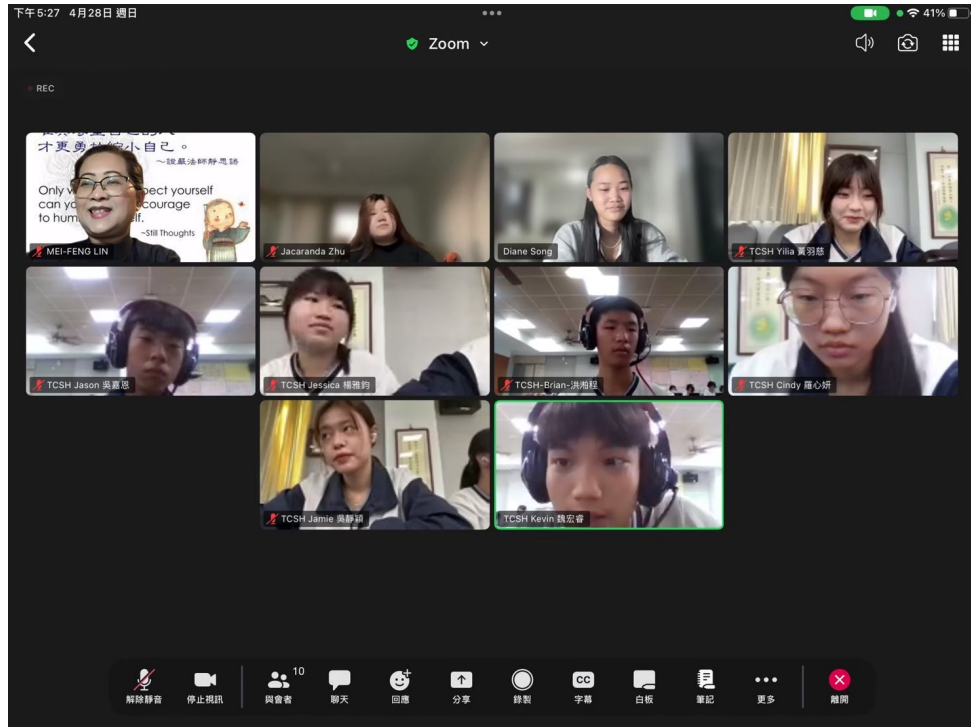 下午5:27 4月28日 週日
41%
Zoom
REC
才更勇於縮小自己。
~證嚴法師靜思語
Only w
pect yourself
can yo
courage
to hum
lf.
~Still Thoughts
MEI-FENG LIN
Jacaranda Zhu
Diane Song
TCSH Yilia 黃羽慈
TCSH Jason 吳嘉恩
TCSH Jessica 楊雅鈞
TCSH-Brian-洪湘程
TCSH Cindy 羅心妍
TCSH Jamie 吳靜穎
TCSH Kevin 魏宏睿
10
解除靜音
停止視訊
與會者
聊天
回應
分享
錄製
CC
字幕
白板
筆記
更多
離開